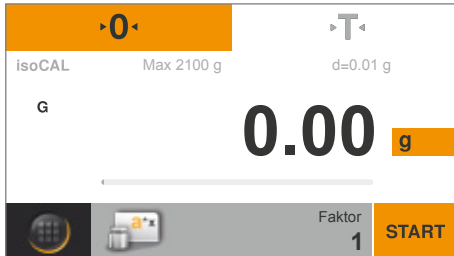 0 T
isoCAL Max 2100 g d=0.01 g
G
0.00 g
Faktor
1 START